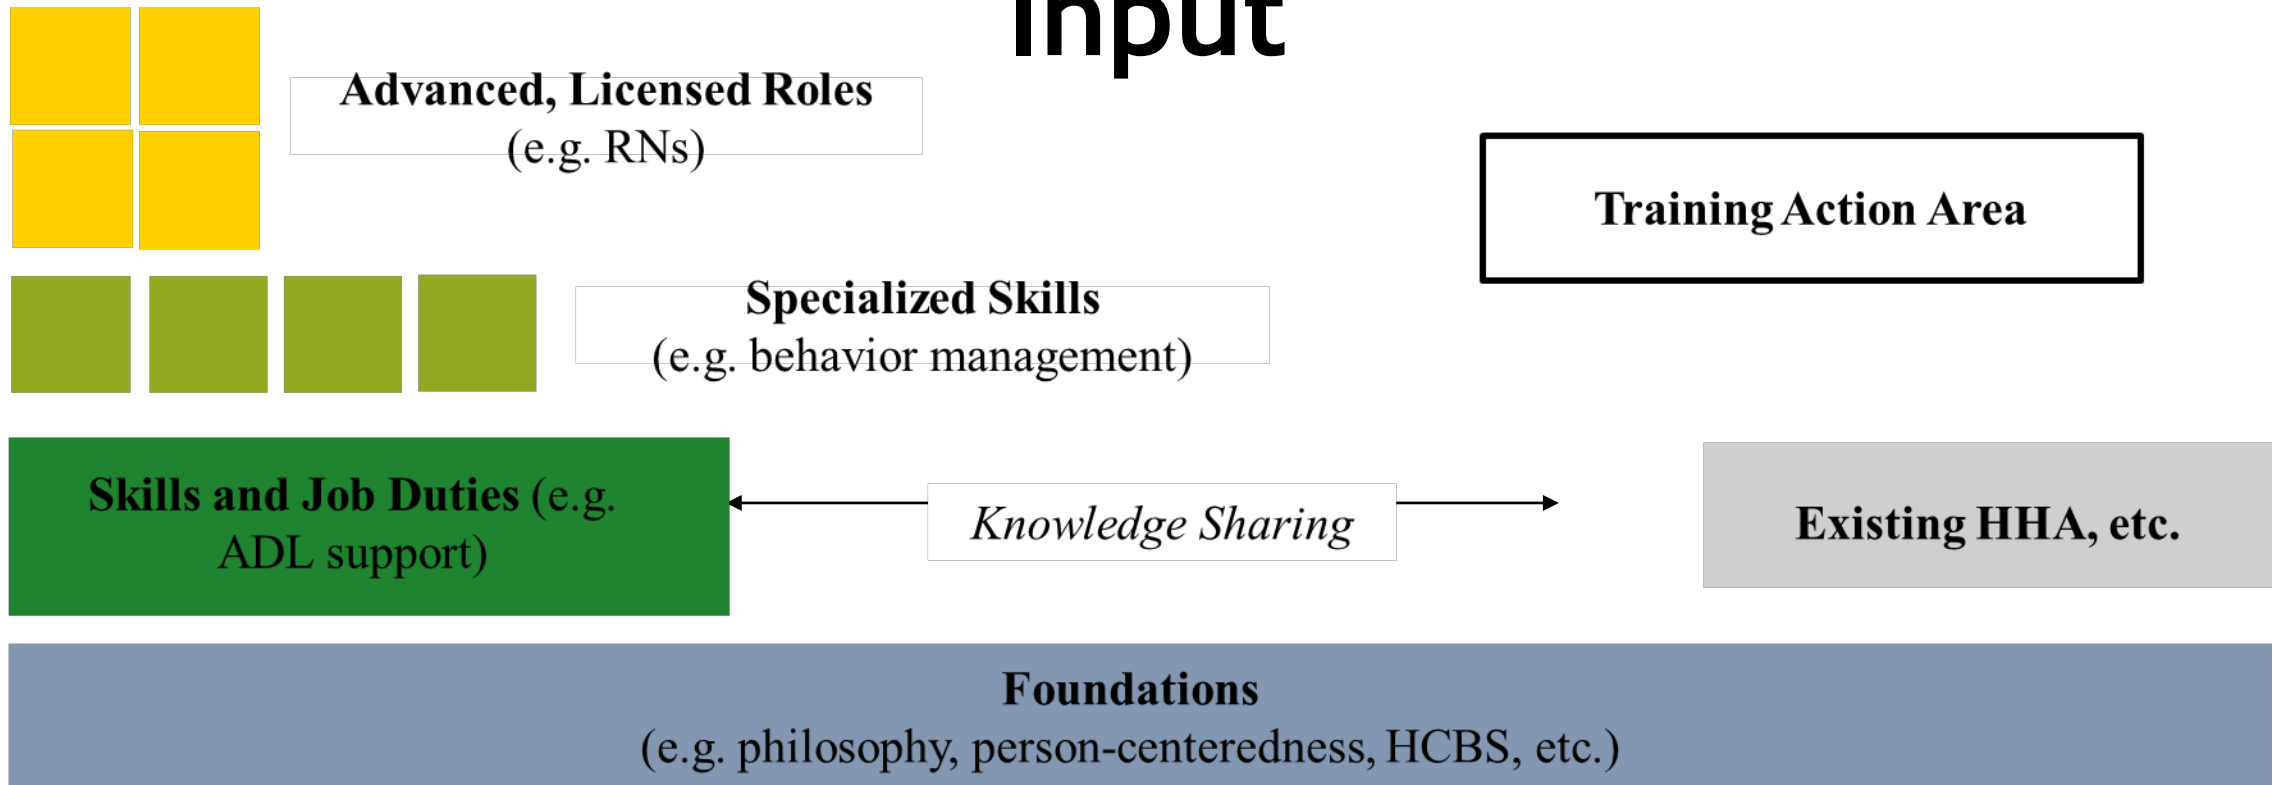 Input
Advanced, Licensed Roles
(e.g. RNs)
Training Action Area
Specialized Skills
(e.g. behavior management)
Skills and Job Duties (e.g.
ADL support)
Knowledge Sharing
Existing HHA, etc.
Foundations
(e.g. philosophy, person-centeredness, HCBS, etc.)